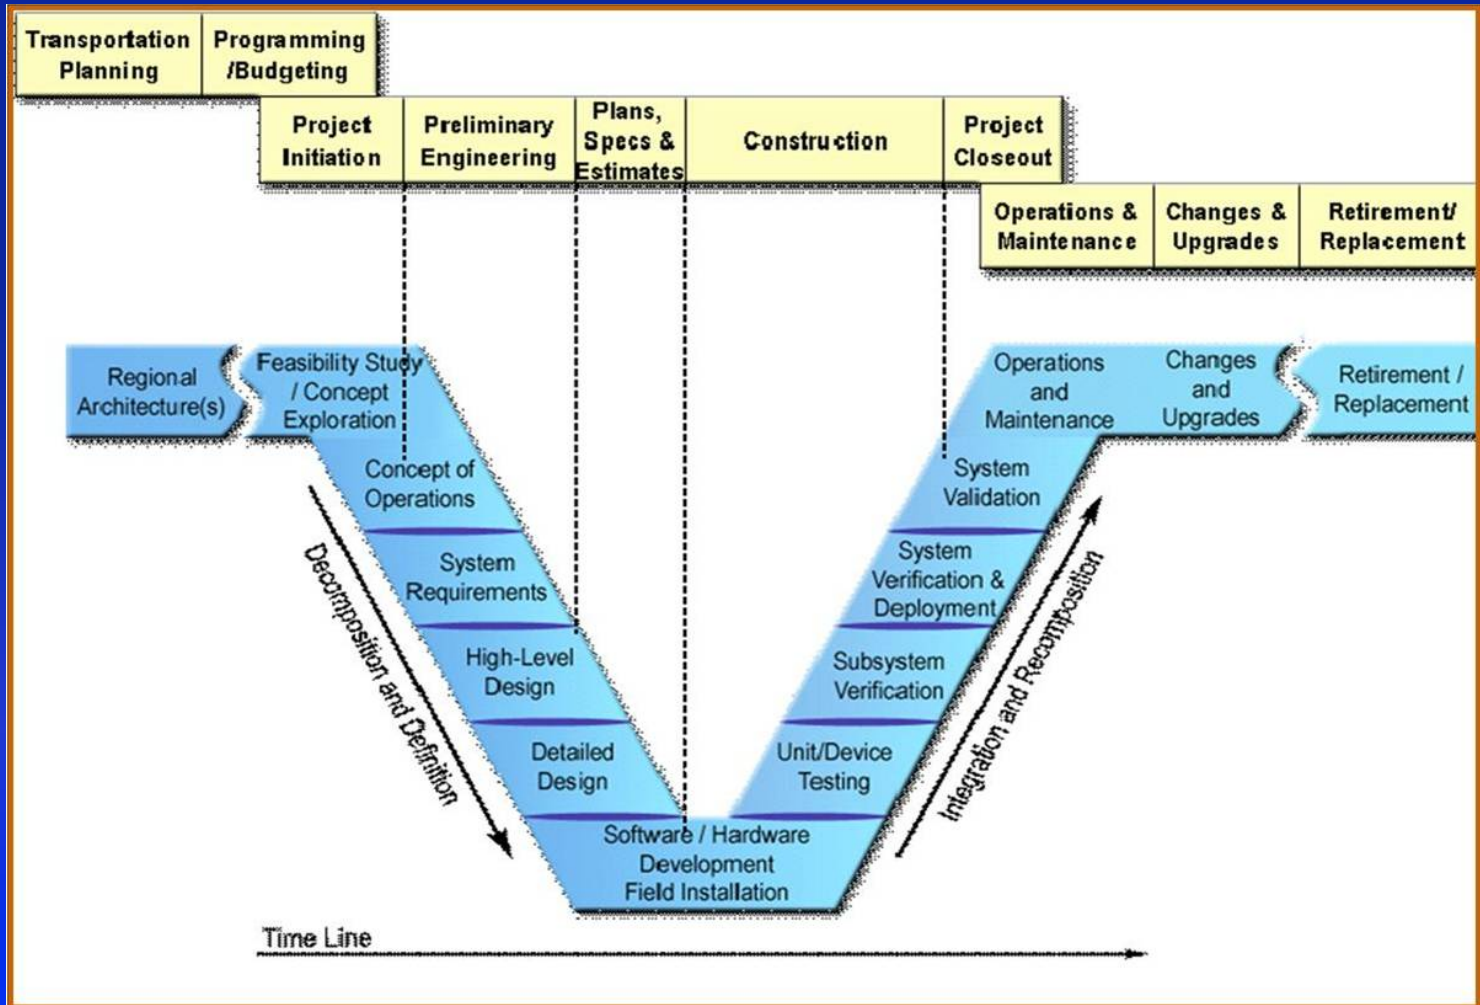 Transportation
Planning
Programming
/Budgeting
Project
Initiation
Preliminary
Engineering
Plans,
Specs &
Estimates
Construction
Project
Closeout
Operations &
Maintenance
Changes &
Upgrades
Retirement/
Replacement
Regional
Architecture(s)
Feasibility Study
/ Concept
Exploration
Concept of
Operations
System
Requirements
High-Level
Design
Detailed
Design
Software / Hardware
Development
Field Installation
Unit/Device
Testing
Subsystem
Verification
System
Verification &
Deployment
System
Validation
Operations
and
Maintenance
Changes
and
Upgrades
Retirement /
Replacement
Decomposition and Definition
Integration and Recomposition
Time Line